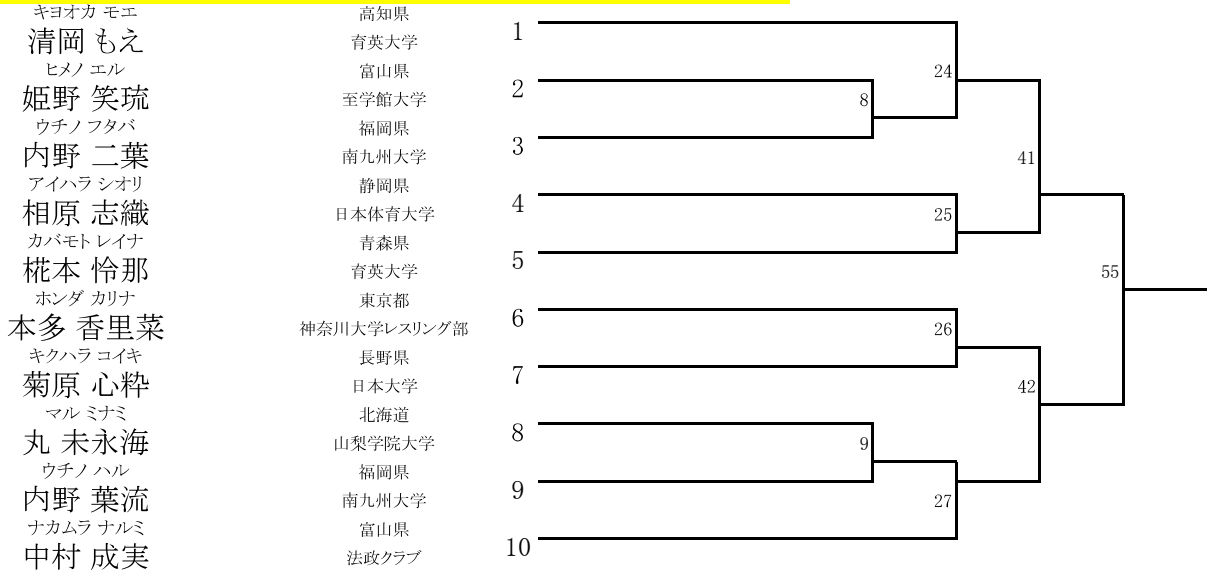 キヨオカ モエ 高知県
清岡 もえ 育英大学 1
ヒメノ エル 富山県
姫野 笑琉 至学館大学 2
ウチノ フタバ 福岡県
内野 二葉 南九州大学 3
アイハラ シオリ 静岡県
相原 志織 日本体育大学 4
カバモト レイナ 青森県
椛本 怜那 育英大学 5
ホンダ カリナ 東京都
本多 香里菜 神奈川大学レスリング部 6
キクハラ コイキ 長野県
菊原 心粋 日本大学 7
マル ミナミ 北海道
丸 未永海 山梨学院大学 8
ウチノ ハル 福岡県
内野 葉流 南九州大学 9
ナカムラ ナルミ 富山県
中村 成実 法政クラブ 10
8
9
24
25
26
27
41
42
55